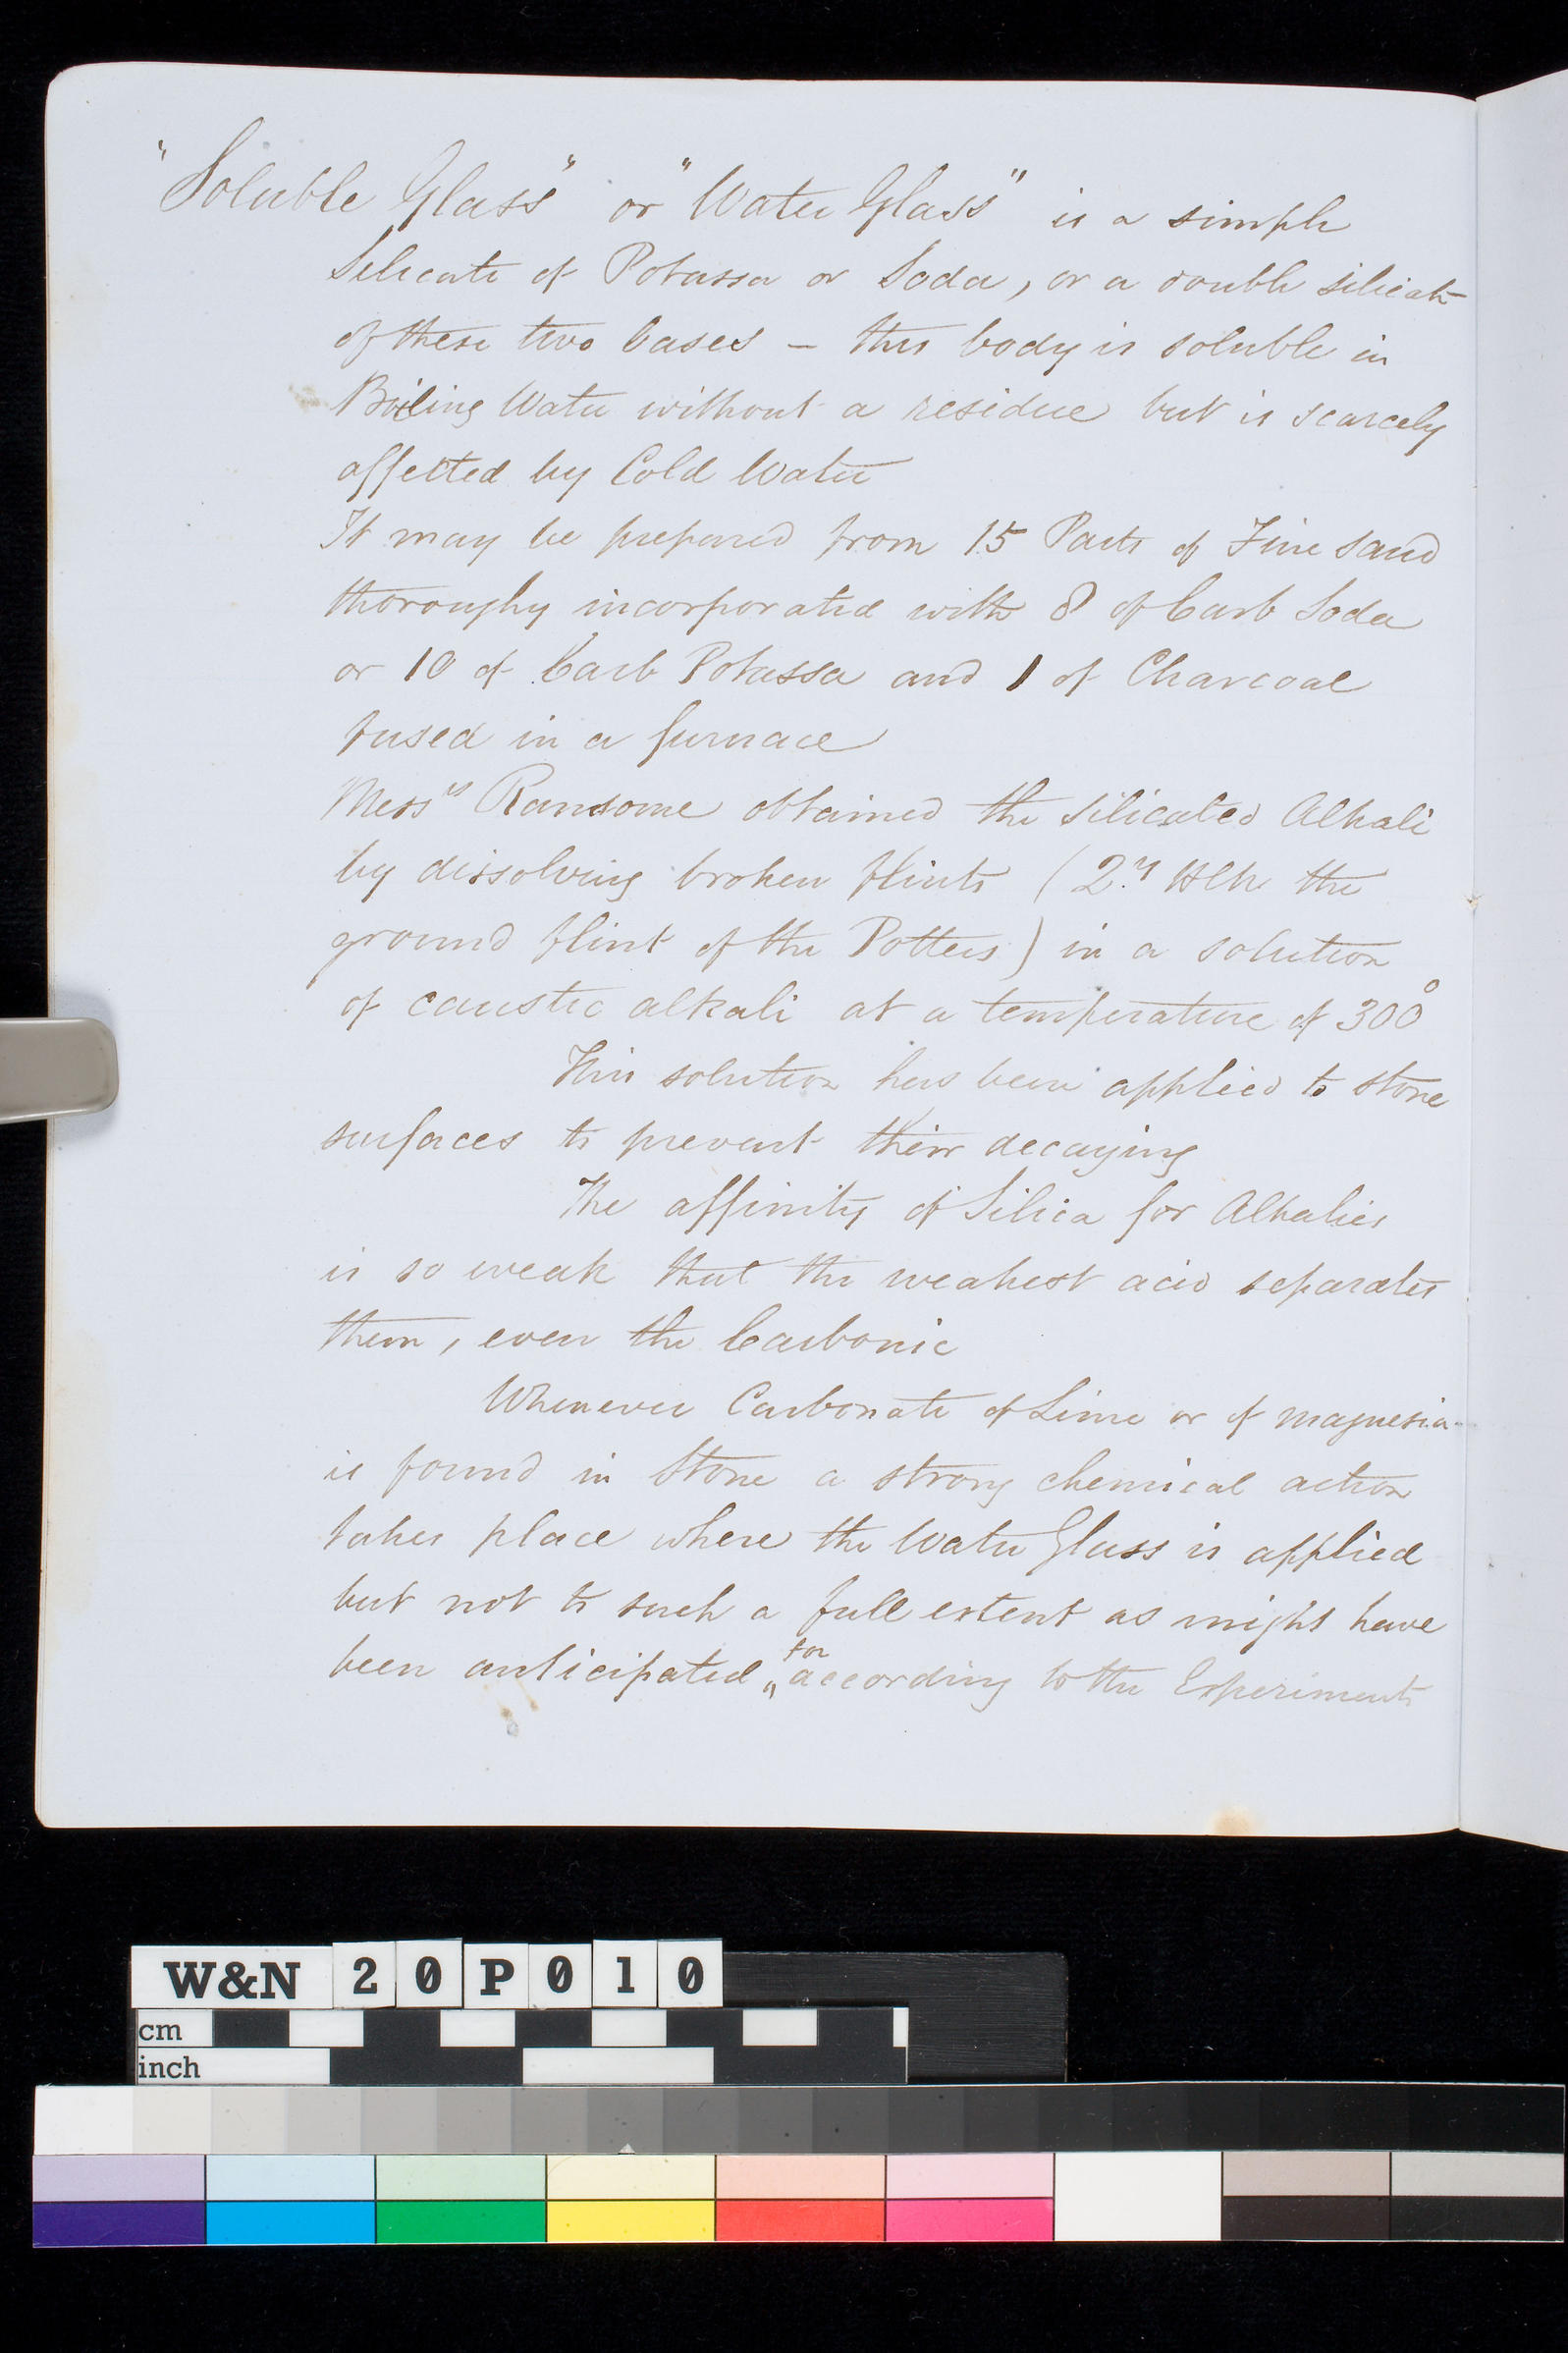 "Soluble Glass" or "Water Glass" is a simple
Silicate of Potassa or Soda, or a double silicate
of these two bases – this body is soluble in
Boiling Water without a residue but is scarcely
affected by Cold Water
It may be prepared from 15 Parts of Fine Sand
thoroughly incorporated with 8 of Carb Soda
or 10 of Carb Potassa and 1 of Charcoal
fused in a furnace
Messrs Ransome obtained the silicated Alkali
by dissolving broken flints ( the
ground flint of the Potters) in a solution
of caustic alkali at a temperature of 300°
This solution has been applied to stone
surfaces to prevent their decaying
The affinity of Silica for Alkalies
is so weak that the weakest acid separates
them, even the Carbonic
Whenever Carbonate of Lime or of magnesia
is found in Stone a strong chemical action
takes place where the Water Glass is applied
but not to such a full extent as might have
for
been anticipated, according to the Experiments
W&N 20P010
cm
inch